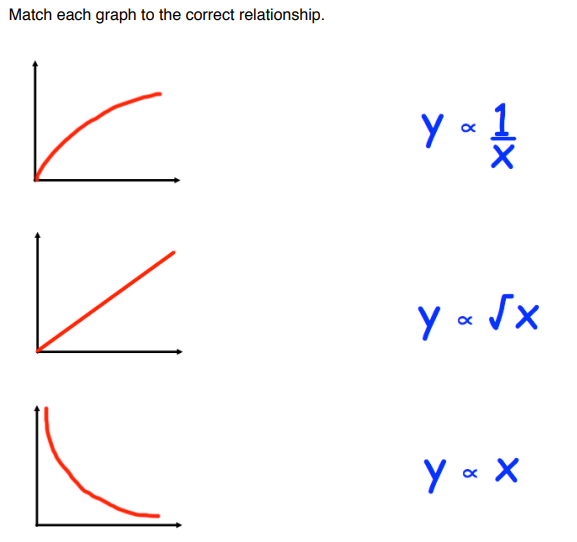 Match each graph to the correct relationship.
y ∝ 1/x
y ∝ √x
y ∝ x